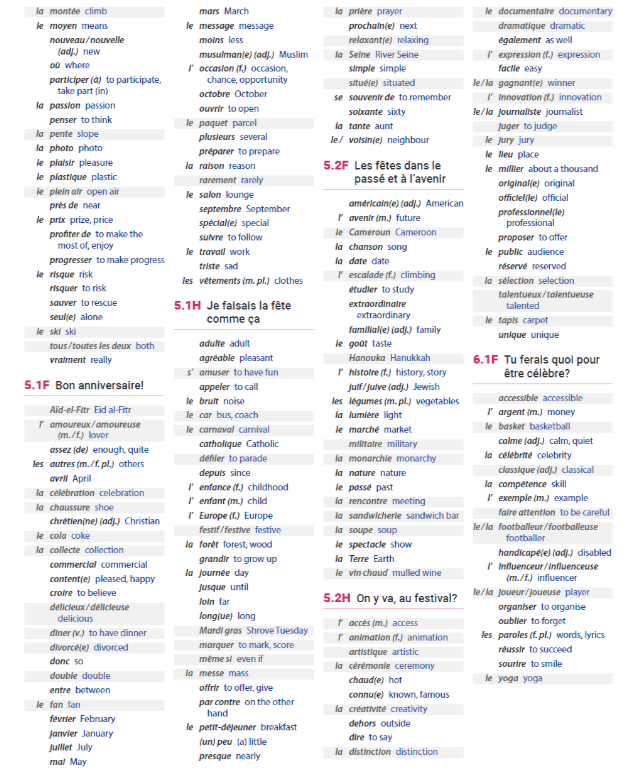 la montée climb
le moyen means
nouveau/nouvelle
(adj.) new
où where
participer (à) to participate,
take part (in)
la passion passion
penser to think
la pente slope
la photo photo
le plaisir pleasure
le plastique plastic
le plein air open air
près de near
le prix prize, price
profiter de to make the
most of, enjoy
progresser to make progress
le risque risk
risquer to risk
sauver to rescue
seul(e) alone
le ski ski
tous/toutes les deux both
vraiment really
5.1F Bon anniversaire!
Aïd-el-Fitr Eid al-Fitr
l' amoureux/amoureuse
(m./f.) lover
assez (de) enough, quite
les autres (m./f. pl.) others
avril April
la célébration celebration
la chaussure shoe
chrétien(ne) (adj.) Christian
le cola coke
la collecte collection
commercial commercial
content(e) pleased, happy
croire to believe
délicieux/délicieuse
delicious
dîner (v.) to have dinner
divorcé(e) divorced
donc so
double double
entre between
le fan fan
février February
janvier January
juillet July
mai May
mars March
le message message
moins less
musulman(e) (adj.) Muslim
l' occasion (f.) occasion,
chance, opportunity
octobre October
ouvrir to open
le paquet parcel
plusieurs several
préparer to prepare
la raison reason
rarement rarely
le salon lounge
septembre September
spécial(e) special
suivre to follow
le travail work
triste sad
les vêtements (m. pl.) clothes
5.1H Je faisais la fête
comme ça
adulte adult
agréable pleasant
s' amuser to have fun
appeler to call
le bruit noise
le car bus, coach
le carnaval carnival
catholique Catholic
défiler to parade
depuis since
l' enfance (f.) childhood
l' enfant (m.) child
l' Europe (f.) Europe
festif/festive festive
la forêt forest, wood
grandir to grow up
la journée day
jusque until
loin far
long(ue) long
Mardi gras Shrove Tuesday
marquer to mark, score
même si even if
la messe mass
offrir to offer, give
par contre on the other
hand
le petit-déjeuner breakfast
(un) peu (a) little
presque nearly
la prière prayer
prochain(e) next
relaxant(e) relaxing
la Seine River Seine
simple simple
situé(e) situated
se souvenir de to remember
soixante sixty
la tante aunt
le/ voisin(e) neighbour
5.2F Les fêtes dans le
passé et à l'avenir
américain(e) (adj.) American
l' avenir (m.) future
le Cameroun Cameroon
la chanson song
la date date
l' escalade (f.) climbing
étudier to study
extraordinaire
extraordinary
familial(e) (adj.) family
le goût taste
Hanouka Hanukkah
l' histoire (f.) history, story
juif/juive (adj.) Jewish
les légumes (m. pl.) vegetables
la lumière light
le marché market
militaire military
la monarchie monarchy
la nature nature
le passé past
la rencontre meeting
la sandwicherie sandwich bar
la soupe soup
le spectacle show
la Terre Earth
le vin chaud mulled wine
5.2H On y va, au festival?
l' accès (m.) access
l' animation (f.) animation
artistique artistic
la cérémonie ceremony
chaud(e) hot
connu(e) known, famous
la créativité creativity
dehors outside
dire to say
la distinction distinction
le documentaire documentary
dramatique dramatic
également as well
l' expression (f.) expression
facile easy
le/la gagnant(e) winner
l' innovation (f.) innovation
le/la journaliste journalist
juger to judge
le jury jury
le lieu place
le millier about a thousand
original(e) original
officiel(le) official
professionnel(le)
professional
proposer to offer
le public audience
réservé reserved
la sélection selection
talentueux/talentueuse
talented
le tapis carpet
unique unique
6.1F Tu ferais quoi pour
être célèbre?
accessible accessible
l' argent (m.) money
le basket basketball
calme (adj.) calm, quiet
la célébrité celebrity
classique (adj.) classical
la compétence skill
l' exemple (m.) example
faire attention to be careful
le/la footballeur/footballeuse
footballer
handicapé(e) (adj.) disabled
l' influenceur/influenceuse
(m./f.) influencer
le/la joueur/joueuse player
organiser to organise
oublier to forget
les paroles (f. pl.) words, lyrics
réussir to succeed
sourire to smile
le yoga yoga